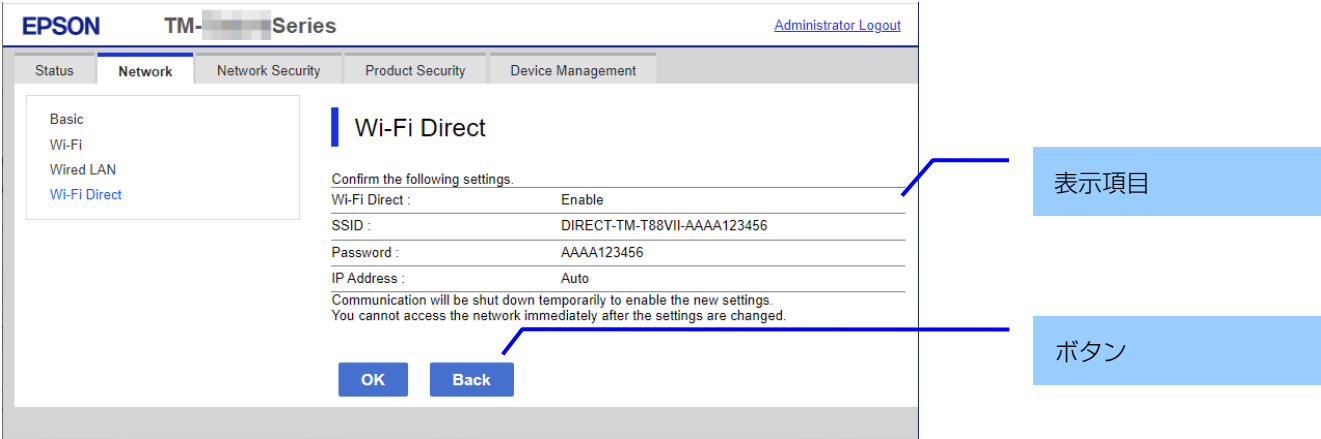 EPSON TM- Series Administrator Logout
Status Network Network Security Product Security Device Management
Basic
Wi-Fi
Wired LAN
Wi-Fi Direct
Wi-Fi Direct
Confirm the following settings.
Wi-Fi Direct : Enable
SSID : DIRECT-TM-T88VII-AAAA123456
Password : AAAA123456
IP Address : Auto
Communication will be shut down temporarily to enable the new settings.
You cannot access the network immediately after the settings are changed.
OK Back
表示項目
ボタン